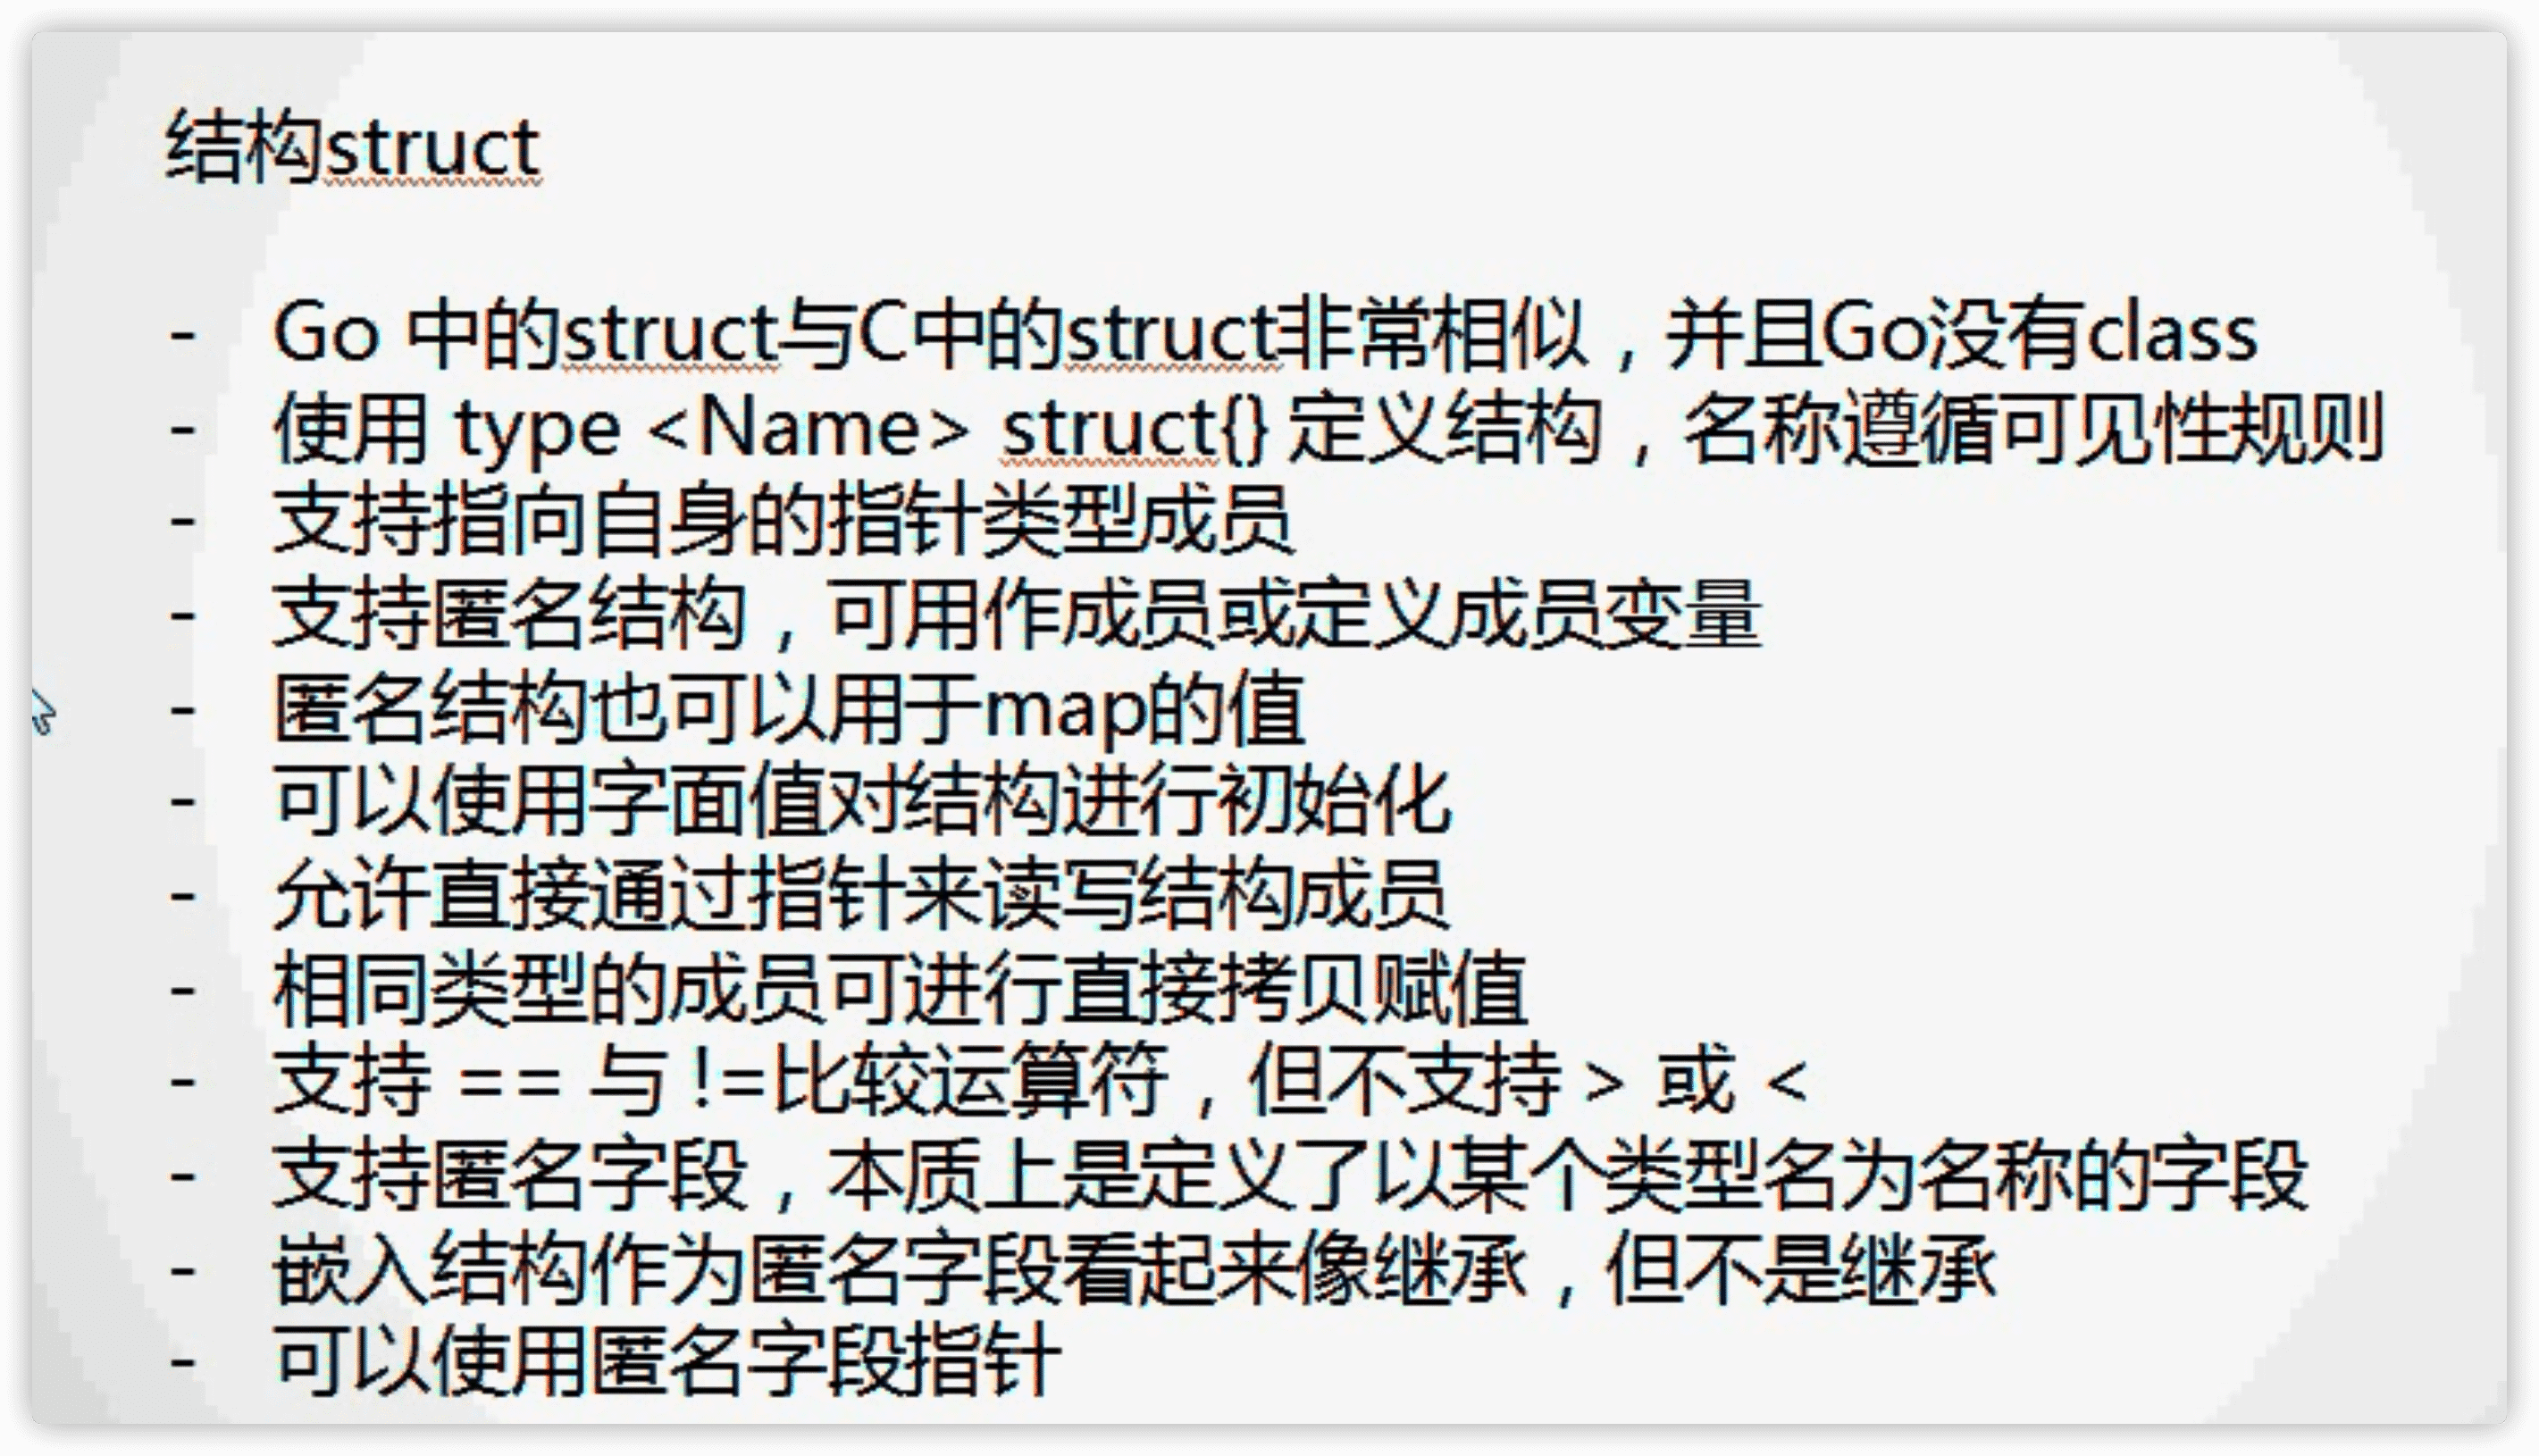 结构struct
- Go 中的struct与C中的struct非常相似，并且Go没有class
- 使用 type <Name> struct{} 定义结构，名称遵循可见性规则
- 支持指向自身的指针类型成员
- 支持匿名结构，可用作成员或定义成员变量
- 匿名结构也可以用于map的值
- 可以使用字面值对结构进行初始化
- 允许直接通过指针来读写结构成员
- 相同类型的成员可进行直接拷贝赋值
- 支持 == 与 !=比较运算符，但不支持 > 或 <
- 支持匿名字段，本质上是定义了以某个类型名为名称的字段
- 嵌入结构作为匿名字段看起来像继承，但不是继承
- 可以使用匿名字段指针